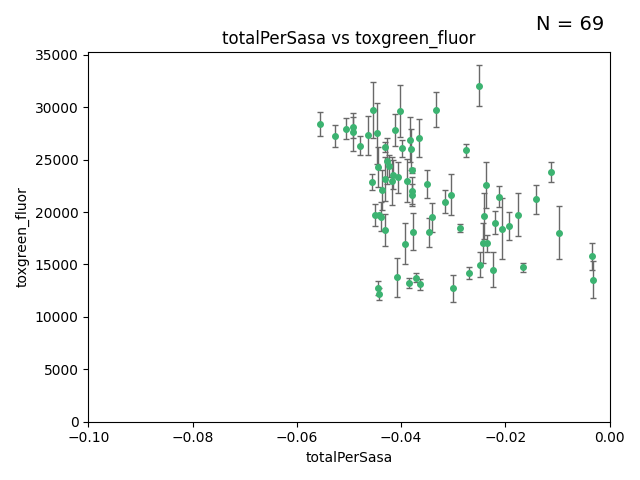 N = 69
totalPerSasa vs toxgreen_fluor
35000
30000
25000
20000
15000
10000
5000
0
toxgreen_fluor
−0.10 −0.08 −0.06 −0.04 −0.02 0.00
totalPerSasa